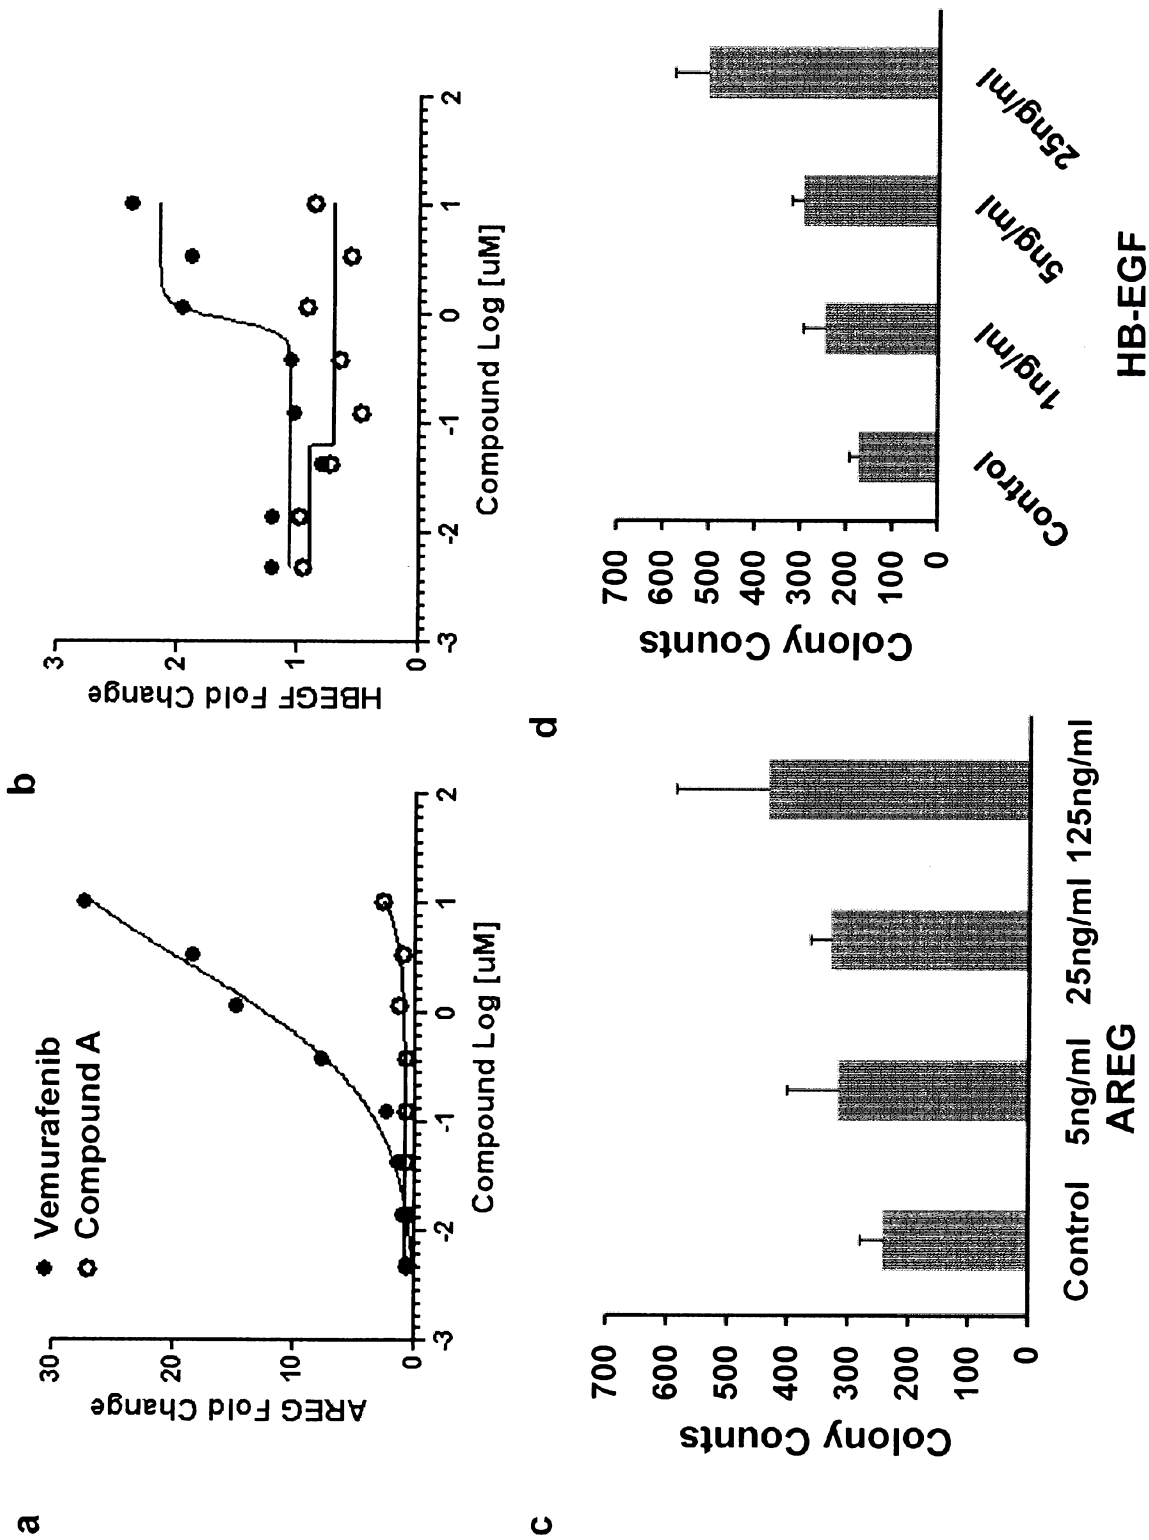 a
Vemurafenib
Compound A
AREG Fold Change
30
20
10
0
-3
-2
-1
0
1
2
Compound Log [uM]
b
HBEGF Fold Change
3
2
1
0
-3
-2
-1
0
1
2
Compound Log [uM]
c
Colony Counts
700
600
500
400
300
200
100
0
Control 5ng/ml 25ng/ml 125ng/ml
AREG
d
Colony Counts
700
600
500
400
300
200
100
0
Control
1ng/ml
5ng/ml
25ng/ml
HB-EGF